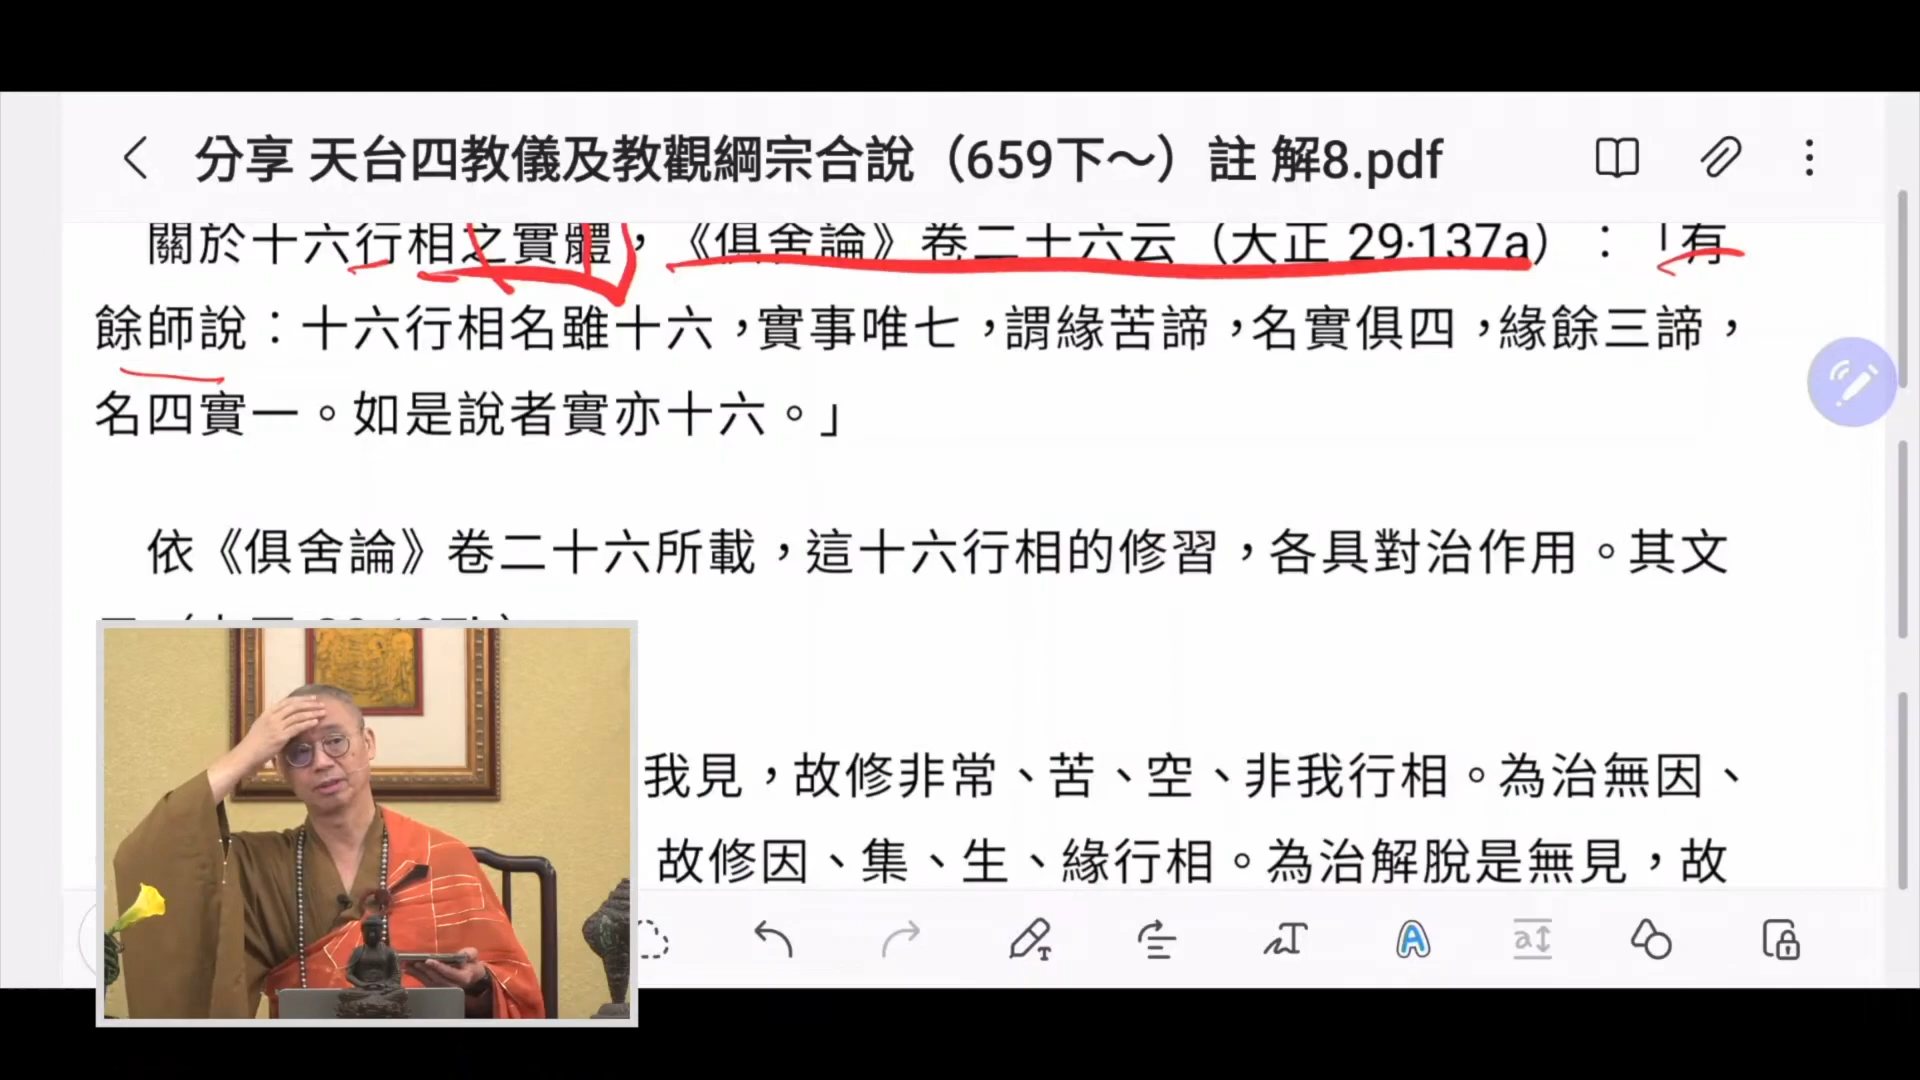 分享 天台四教儀及教觀綱宗合說（659下～）註 解8.pdf
關於十六行相之實體，《俱舍論》卷二十六云（大正 29·137a）：「有
餘師說：十六行相名雖十六，實事唯七，謂緣苦諦，名實俱四，緣餘三諦，
名四實一。如是說者實亦十六。」
依《俱舍論》卷二十六所載，這十六行相的修習，各具對治作用。其文
我見，故修非常、苦、空、非我行相。為治無因、
故修因、集、生、緣行相。為治解脫是無見，故